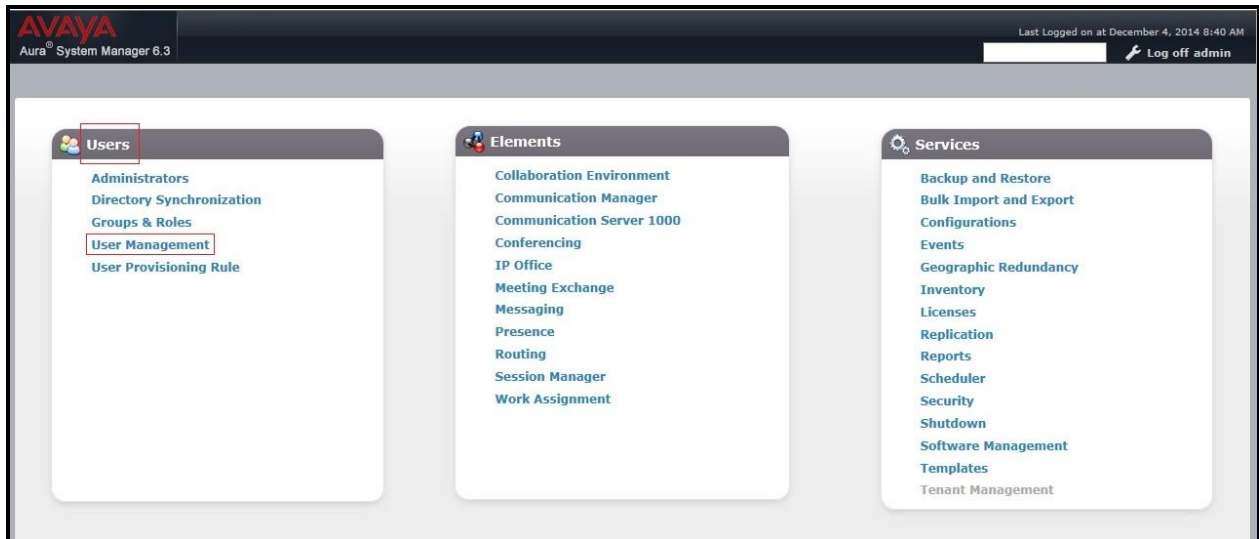 AVAYA
Aura® System Manager 6.3
Last Logged on at December 4, 2014 8:40 AM
Log off admin
Users
Administrators
Directory Synchronization
Groups & Roles
User Management
User Provisioning Rule
Elements
Collaboration Environment
Communication Manager
Communication Server 1000
Conferencing
IP Office
Meeting Exchange
Messaging
Presence
Routing
Session Manager
Work Assignment
Services
Backup and Restore
Bulk Import and Export
Configurations
Events
Geographic Redundancy
Inventory
Licenses
Replication
Reports
Scheduler
Security
Shutdown
Software Management
Templates
Tenant Management